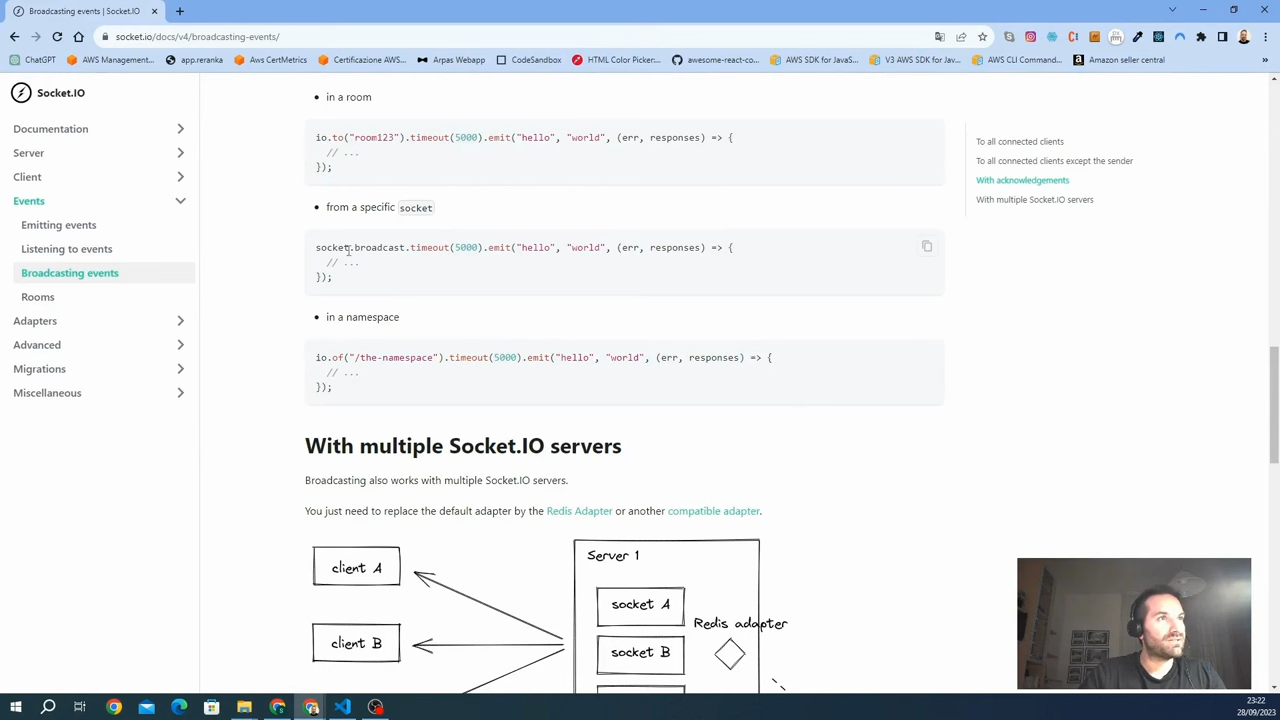 Broadcasting events | Socket.IO
socket.io/docs/v4/broadcasting-events/
ChatGPT
AWS Management...
app.reranka
Aws CertMetrics
Certificazione AWS...
Arpas Webapp
CodeSandbox
HTML Color Picker:...
awesome-react-co...
AWS SDK for JavaS...
V3 AWS SDK for Jav...
AWS CLI Command...
Amazon seller central
Socket.IO
Documentation
Server
Client
Events
Emitting events
Listening to events
Broadcasting events
Rooms
Adapters
Advanced
Migrations
Miscellaneous
in a room
io.to("room123").timeout(5000).emit("hello", "world", (err, responses) => {
// ...
});
from a specific socket
socket.broadcast.timeout(5000).emit("hello", "world", (err, responses) => {
// ...
});
in a namespace
io.of("/the-namespace").timeout(5000).emit("hello", "world", (err, responses) => {
// ...
});
With multiple Socket.IO servers
Broadcasting also works with multiple Socket.IO servers.
You just need to replace the default adapter by the Redis Adapter or another compatible adapter.
client A
client B
Server 1
socket A
socket B
Redis adapter
To all connected clients
To all connected clients except the sender
With acknowledgements
With multiple Socket.IO servers
23:22
28/09/2023